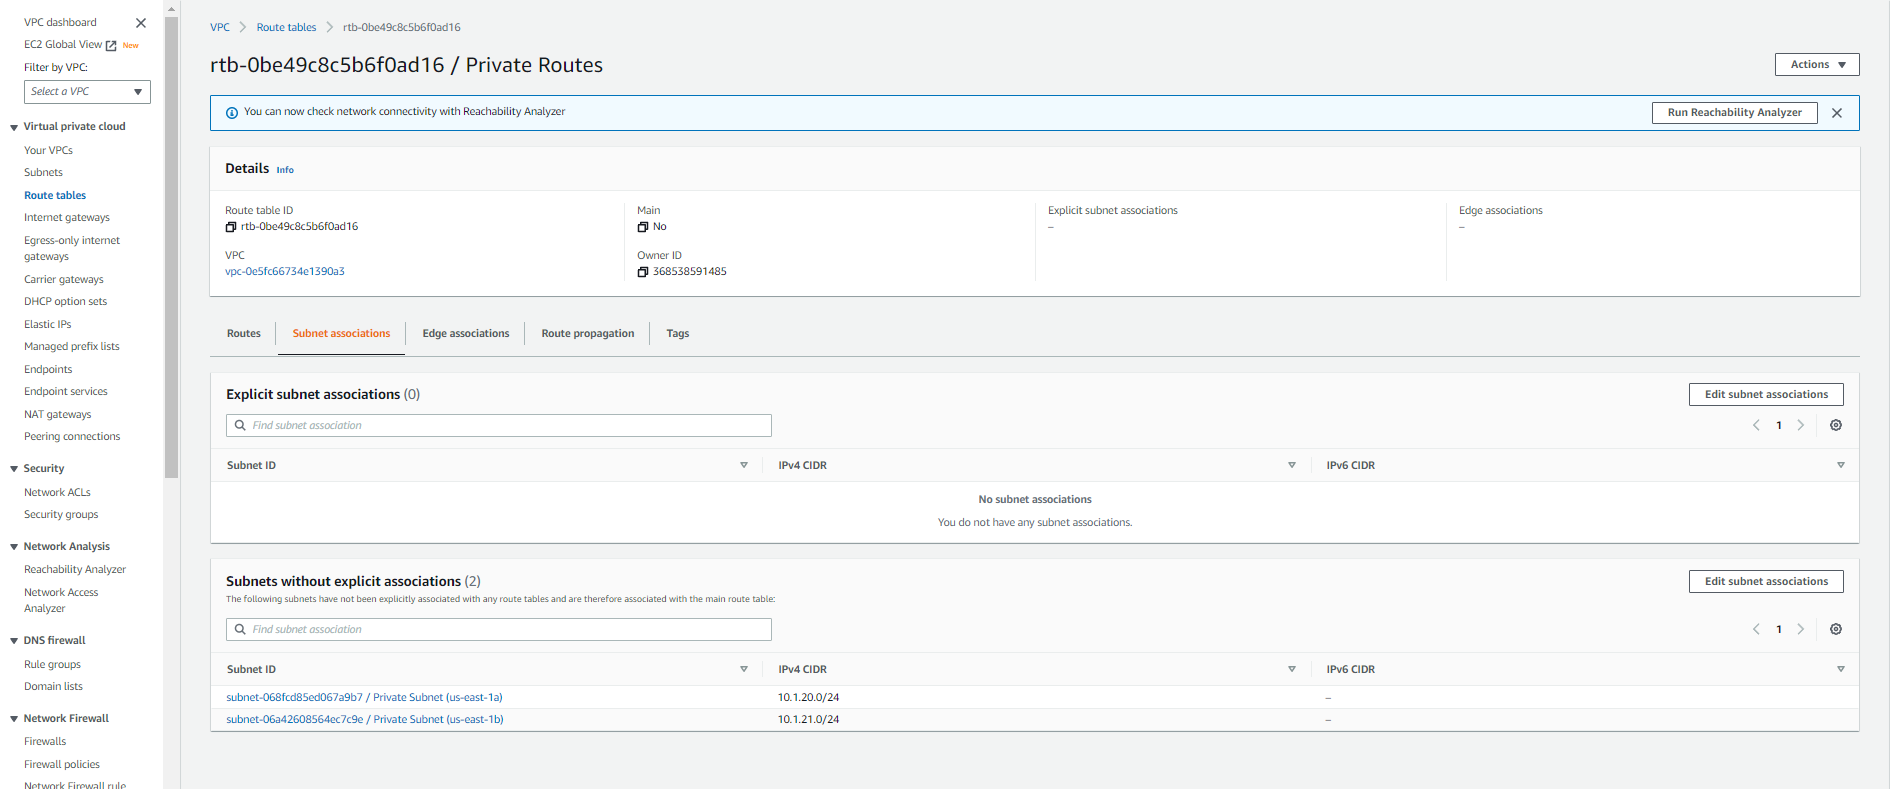 VPC dashboard
EC2 Global View New
Filter by VPC:
Select a VPC
Virtual private cloud
Your VPCs
Subnets
Route tables
Internet gateways
Egress-only internet
gateways
Carrier gateways
DHCP option sets
Elastic IPs
Managed prefix lists
Endpoints
Endpoint services
NAT gateways
Peering connections
Security
Network ACLs
Security groups
Network Analysis
Reachability Analyzer
Network Access
Analyzer
DNS firewall
Rule groups
Domain lists
Network Firewall
Firewalls
Firewall policies
Network Firewall rule
VPC > Route tables > rtb-0be49c8c5b6f0ad16
rtb-0be49c8c5b6f0ad16 / Private Routes
Actions
You can now check network connectivity with Reachability Analyzer
Run Reachability Analyzer
Details Info
Route table ID
rtb-0be49c8c5b6f0ad16
VPC
vpc-0e5fc66734e1390a3
Main
No
Owner ID
368538591485
Explicit subnet associations
–
Edge associations
–
Routes Subnet associations Edge associations Route propagation Tags
Explicit subnet associations (0)
Edit subnet associations
Find subnet association
1
Subnet ID IPv4 CIDR IPv6 CIDR
No subnet associations
You do not have any subnet associations.
Subnets without explicit associations (2)
Edit subnet associations
The following subnets have not been explicitly associated with any route tables and are therefore associated with the main route table:
Find subnet association
1
Subnet ID IPv4 CIDR IPv6 CIDR
subnet-068fcd85ed067a9b7 / Private Subnet (us-east-1a) 10.1.20.0/24 –
subnet-06a42608564ec7c9e / Private Subnet (us-east-1b) 10.1.21.0/24 –